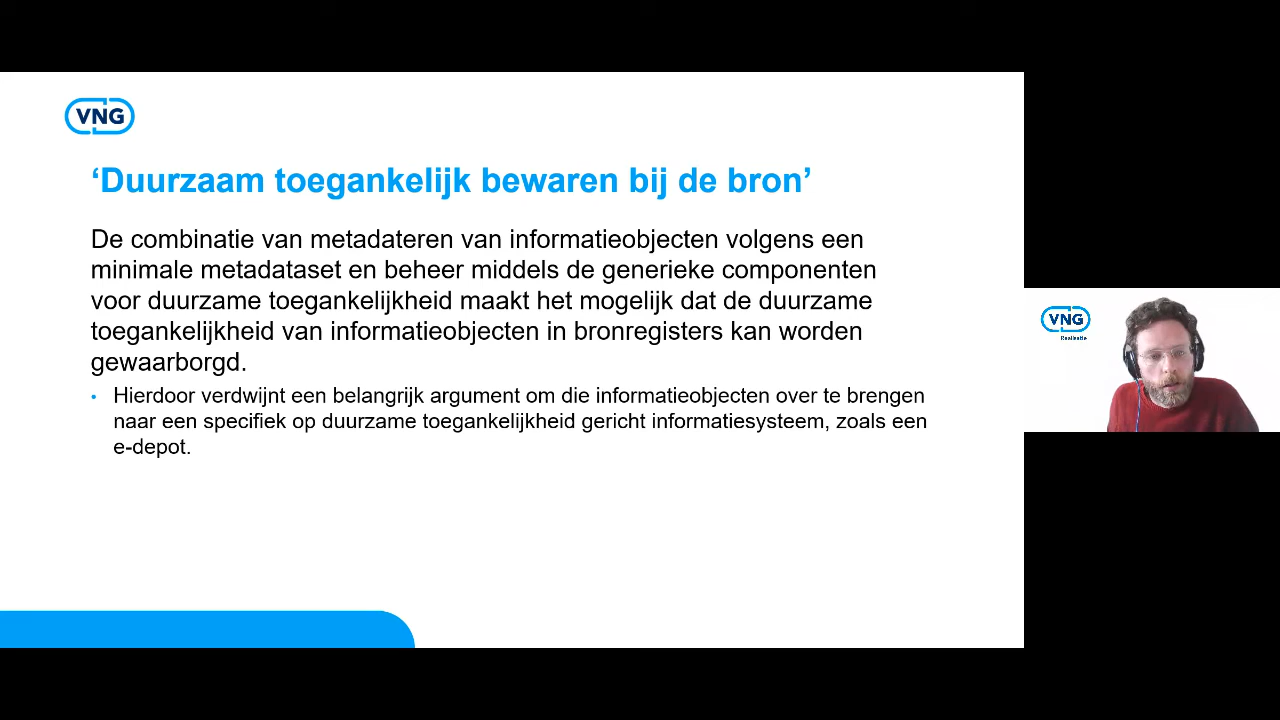 VNG
‘Duurzaam toegankelijk bewaren bij de bron’
De combinatie van metadateren van informatieobjecten volgens een
minimale metadataset en beheer middels de generieke componenten
voor duurzame toegankelijkheid maakt het mogelijk dat de duurzame
toegankelijkheid van informatieobjecten in bronregisters kan worden
gewaarborgd.
• Hierdoor verdwijnt een belangrijk argument om die informatieobjecten over te brengen
naar een specifiek op duurzame toegankelijkheid gericht informatiesysteem, zoals een
e-depot.
VNG
Realisatie